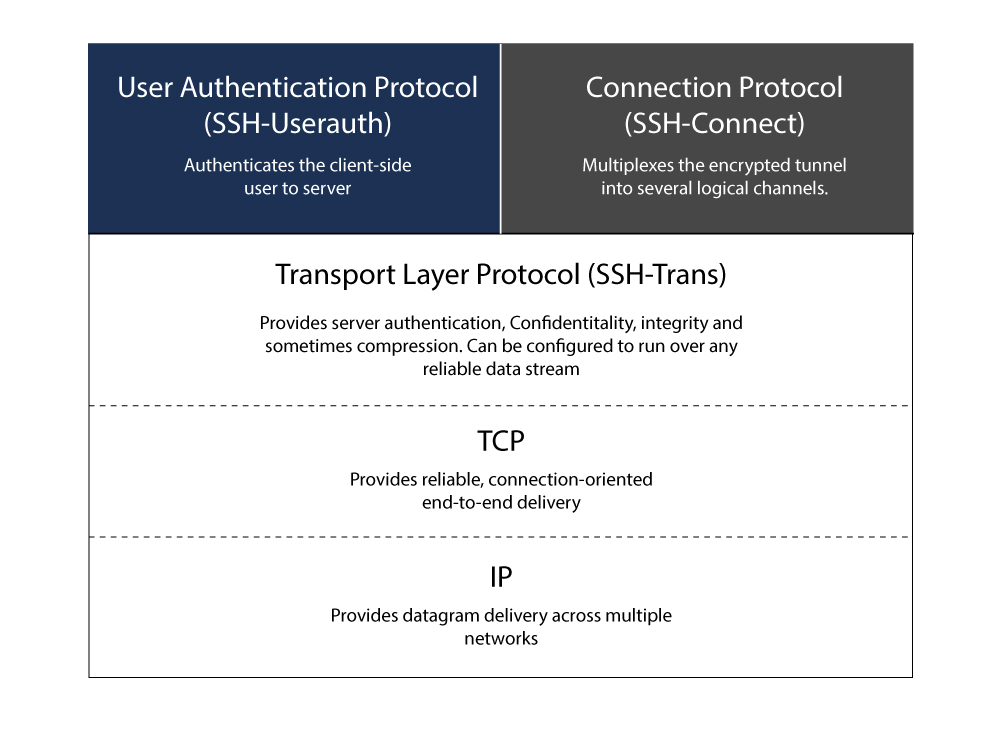 User Authentication Protocol
(SSH-Userauth)
Authenticates the client-side
user to server
Connection Protocol
(SSH-Connect)
Multiplexes the encrypted tunnel
into several logical channels.
Transport Layer Protocol (SSH-Trans)
Provides server authentication, Confidentitality, integrity and
sometimes compression. Can be configured to run over any
reliable data stream
TCP
Provides reliable, connection-oriented
end-to-end delivery
IP
Provides datagram delivery across multiple
networks